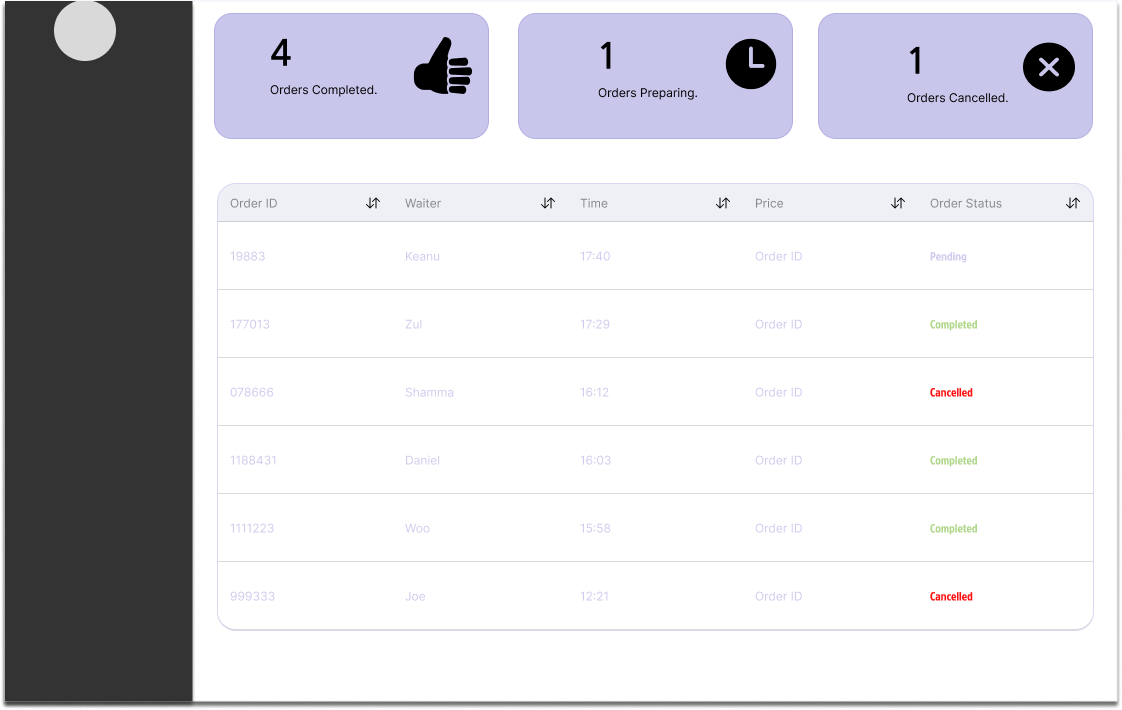 4
Orders Completed.
1
Orders Preparing.
1
Orders Cancelled.
Order ID Waiter Time Price Order Status
19883 Keanu 17:40 Order ID Pending
177013 Zul 17:29 Order ID Completed
078666 Shamma 16:12 Order ID Cancelled
1188431 Daniel 16:03 Order ID Completed
1111223 Woo 15:58 Order ID Completed
999333 Joe 12:21 Order ID Cancelled